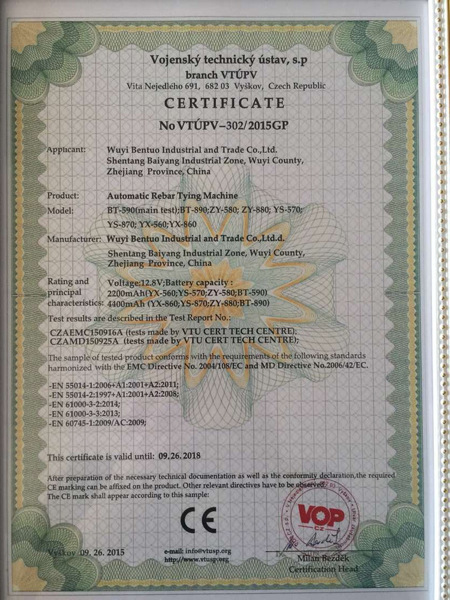 Vojenský technický ústav, s.p
branch VTÚPV
Víta Nejedlého 691, 682 03 Vyškov, Czech Republic
CERTIFICATE
No VTÚPV-302/2015GP
Applicant: Wuyi Bentuo Industrial and Trade Co.,Ltd.
Shentang Baiyang Industrial Zone, Wuyi County,
Zhejiang Province, China
Product: Automatic Rebar Tying Machine
Model: BT-590(main test);BT-890;ZY-580; ZY-880; YS-570;
YS-870; YX-560; YX-860
Manufacturer: Wuyi Bentuo Industrial and Trade Co.,Ltd.d.
Shentang Baiyang Industrial Zone, Wuyi County,
Zhejiang Province, China
Rating and Voltage:12.8V;Battery capacity :
principal 2200mAh(YX-560;YS-570;ZY-580;BT-590)
characteristics: 4400mAh (YX-860;YS-870;ZY-880;BT-890)
Test results are described in the Test Report No.:
CZAEMC150916A (tests made by VTU CERT TECH CENTRE);
CZAMD150925A (tests made by VTU CERT TECH CENTRE);
The sample of tested product conforms with the requirements of the following standards
harmonized with the EMC Directive No. 2004/108/EC and MD Directive No.2006/42/EC.
-EN 55014-1:2006+A1:2001+A2:2011;
-EN 55014-2:1997+A1:2001+A2:2008;
-EN 61000-3-2:2014;
-EN 61000-3-3:2013;
-EN 60745-1:2009/AC:2009;
This certificate is valid until: 09.26.2018
After preparation of the necessary technical documentation as well as the conformity declaration,the required
CE marking can be affixed on the product. Other relevant directives have to be observed.
The CE mark shall appear according to this sample:
CE
VOP
CZ
Vyškov 09. 26. 2015
e-mail: info@vtusp.org
http://www.vtusp.org
Milan Bezděk
Certification Head